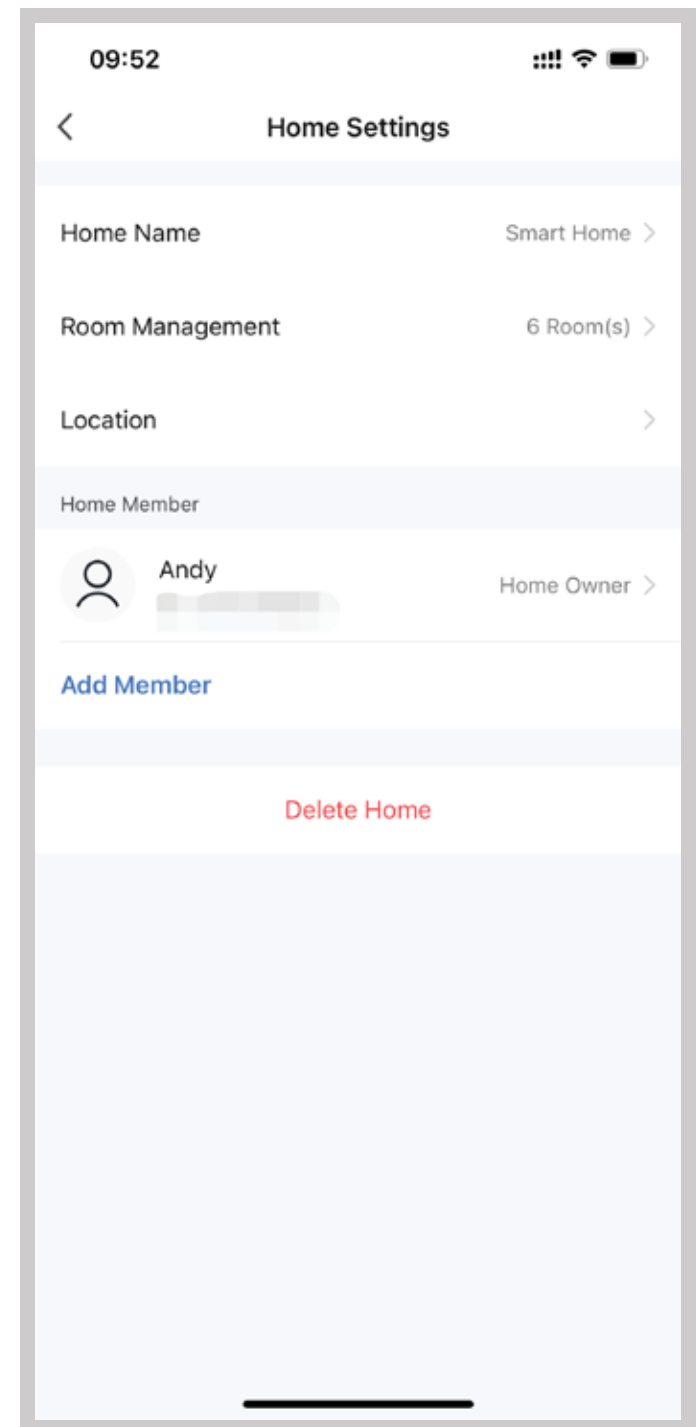 09:52
Home Settings
Home Name Smart Home
Room Management 6 Room(s)
Location
Home Member
Andy
Home Owner
Add Member
Delete Home